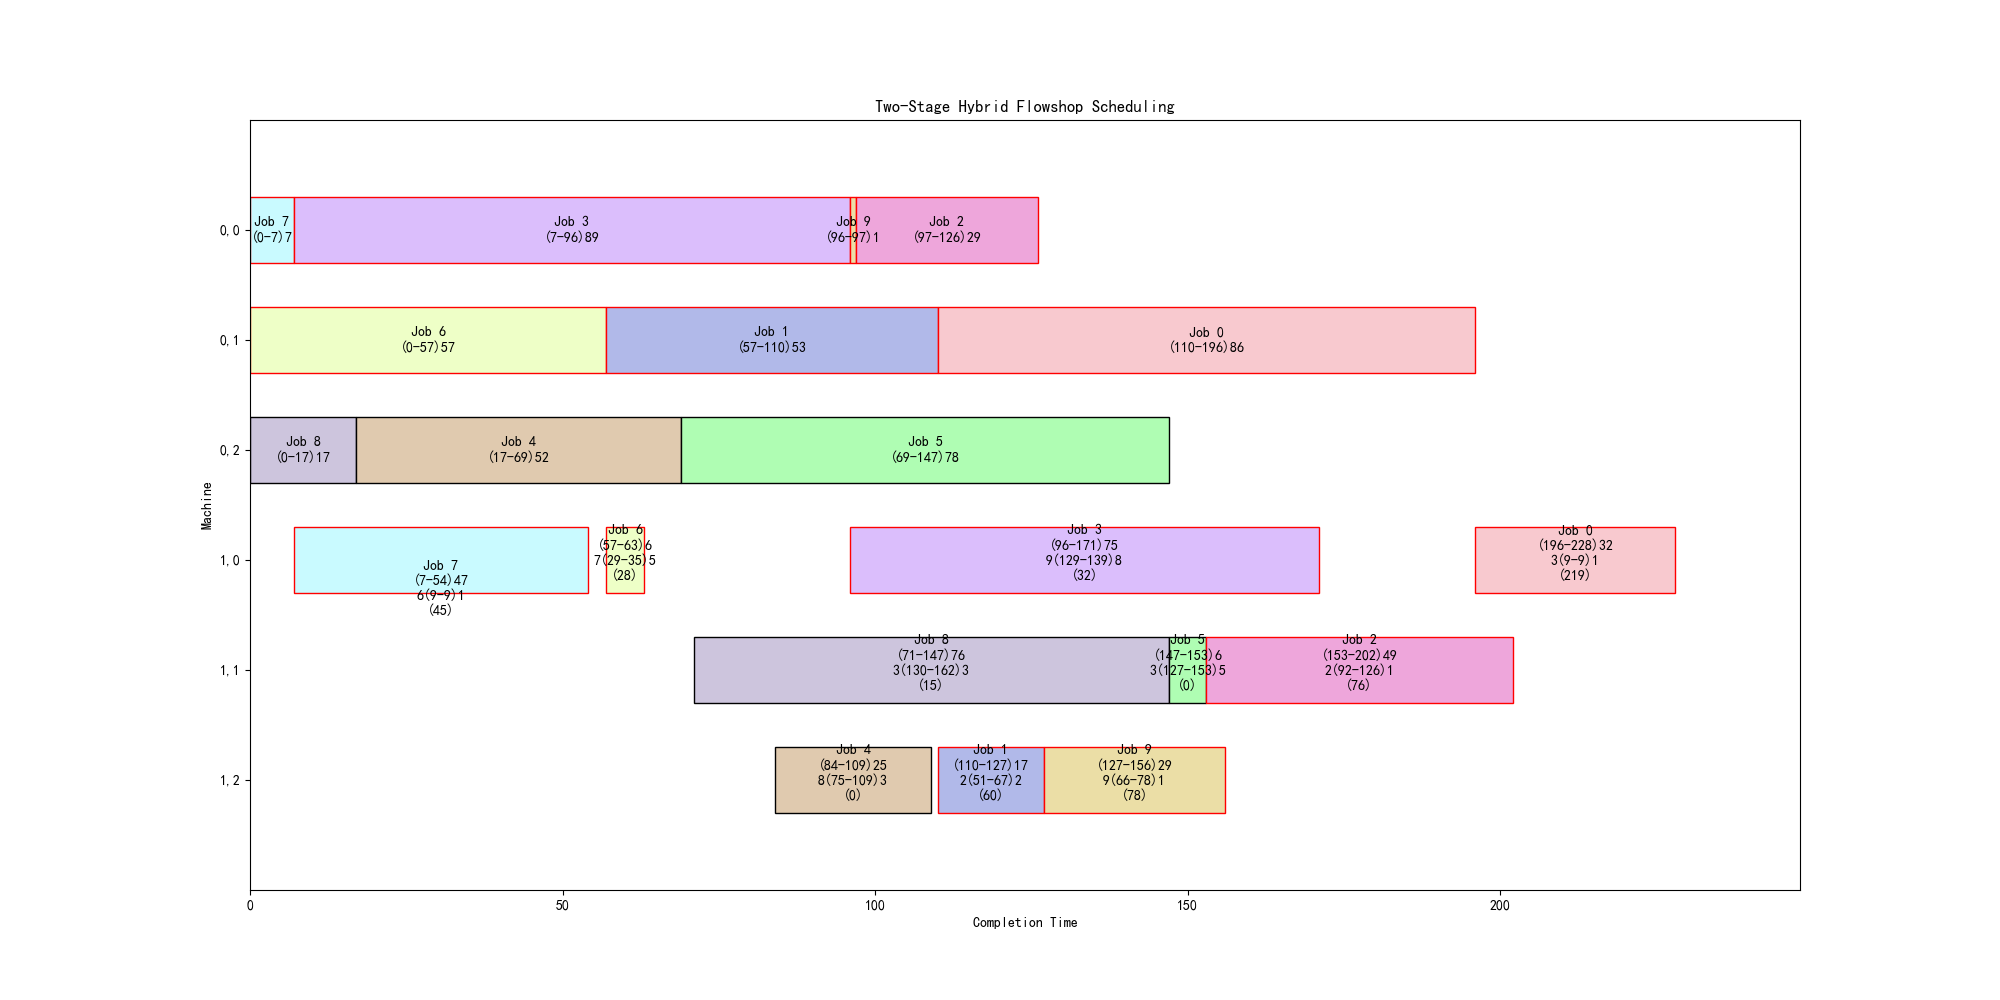 Two-Stage Hybrid Flowshop Scheduling
0,0
Job 7
(0-7)7
Job 3
(7-96)89
Job 9
(96-97)1
Job 2
(97-126)29
0,1
Job 6
(0-57)57
Job 1
(57-110)53
Job 0
(110-196)86
0,2
Job 8
(0-17)17
Job 4
(17-69)52
Job 5
(69-147)78
Machine
1,0
Job 7
(7-54)47
6(9-9)1
(45)
Job 6
(57-63)6
7(29-35)5
(28)
Job 3
(96-171)75
9(129-139)8
(32)
Job 0
(196-228)32
3(9-9)1
(219)
1,1
Job 8
(71-147)76
3(130-162)3
(15)
Job 5
(147-153)6
3(127-153)5
(0)
Job 2
(153-202)49
2(92-126)1
(76)
1,2
Job 4
(84-109)25
8(75-109)3
(0)
Job 1
(110-127)17
2(51-67)2
(60)
Job 9
(127-156)29
9(66-78)1
(78)
0
50
100
150
200
Completion Time